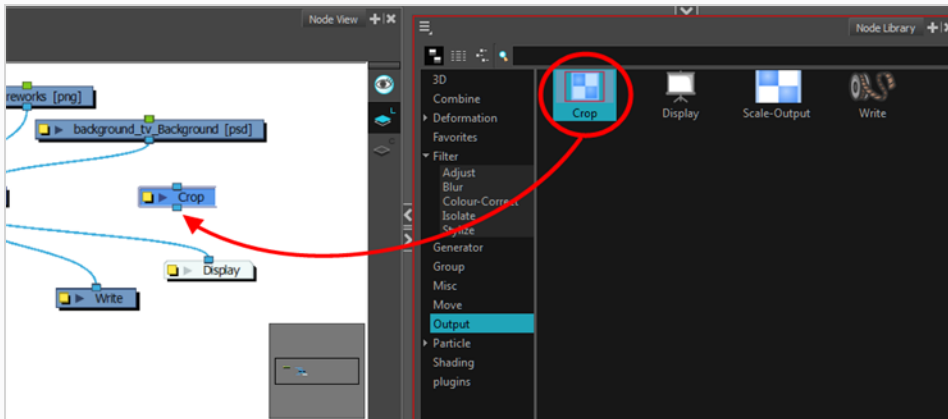 Node View
reworks [png]
background_tv_Background [psd]
Crop
Display
Write
L
C
Node Library
3D
Combine
Deformation
Favorites
Filter
Adjust
Blur
Colour-Correct
Isolate
Stylize
Generator
Group
Misc
Move
Output
Particle
Shading
plugins
Crop
Display
Scale-Output
Write